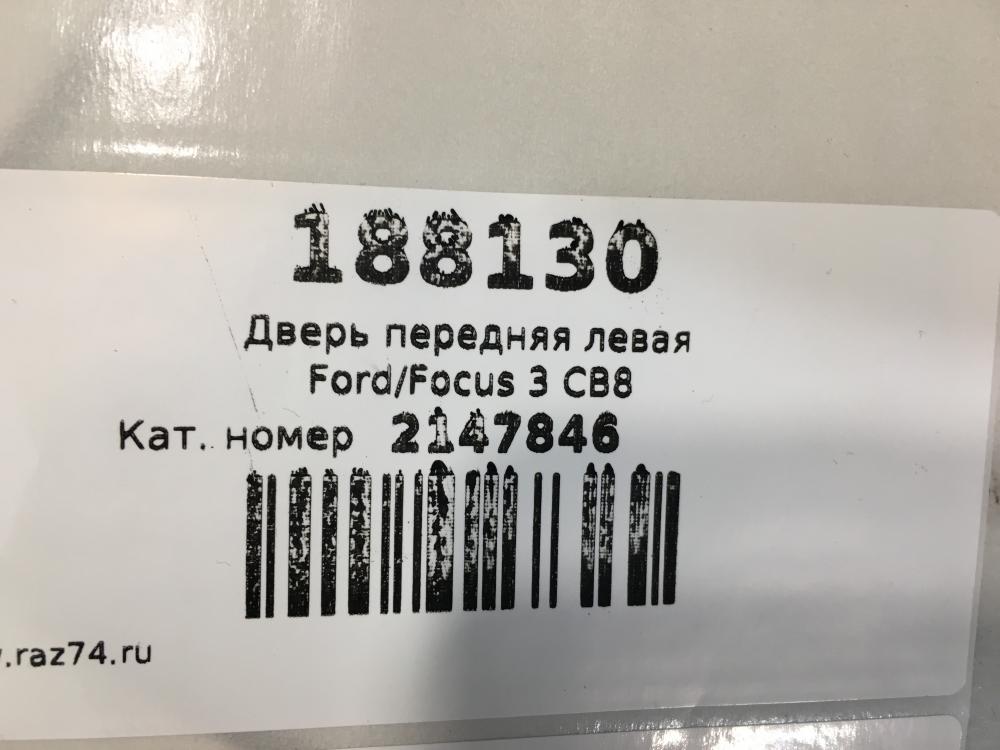 188130
Дверь передняя левая
Ford/Focus 3 CB8
Кат. номер 2147846
.raz74.ru